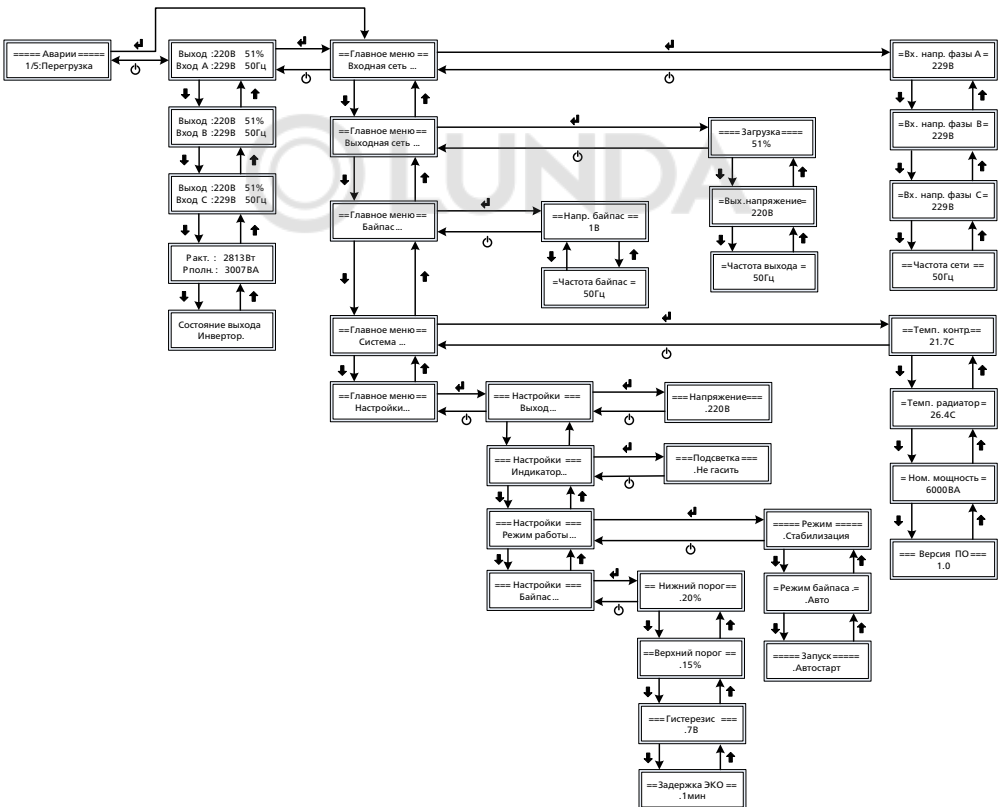 ===== Аварии =====
1/5:Перегрузка
Выход :220В 51%
Вход А :229В 50Гц
==Главное меню ==
Входная сеть ...
=Вх. напр. фазы А =
229В
Выход :220В 51%
Вход В :229В 50Гц
==Главное меню==
Выходная сеть ...
==== Загрузка====
51%
=Вх. напр. фазы В=
229В
LUNDA
Выход :220В 51%
Вход С :229В 50Гц
==Главное меню==
Байпас...
=Напр. байпас ==
1В
=Вых.напряжение=
220В
=Вх. напр. фазы С=
229В
Pакт. : 2813Вт
Pполн.: 3007ВА
=Частота байпас =
50Гц
=Частота выхода =
50Гц
==Частота сети ==
50Гц
Состояние выхода
Инвертор.
==Главное меню==
Система ...
==Темп. контр.==
21.7С
==Главное меню==
Настройки...
=== Настройки ===
Выход...
===Напряжение===
.220В
=Темп. радиатор=
26.4С
=== Настройки ===
Индикатор...
===Подсветка ===
.Не гасить
= Ном. мощность =
6000ВА
=== Настройки ===
Режим работы...
===== Режим =====
.Стабилизация
=== Версия ПО===
1.0
=== Настройки ===
Байпас...
== Нижний порог==
.20%
=Режим байпаса .=
.Авто
==Верхний порог ==
.15%
===== Запуск =====
.Автостарт
===Гистерезис ===
.7В
==Задержка ЭКО ==
.1мин